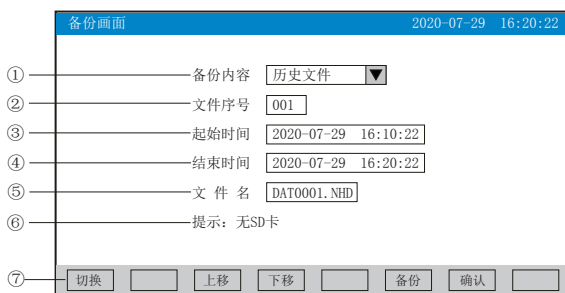 备份画面 2020-07-29 16:20:22
① 备份内容 历史文件
② 文件序号 001
③ 起始时间 2020-07-29 16:10:22
④ 结束时间 2020-07-29 16:20:22
⑤ 文 件 名 DAT0001.NHD
⑥ 提示：无SD卡
⑦ 切换 上移 下移 备份 确认